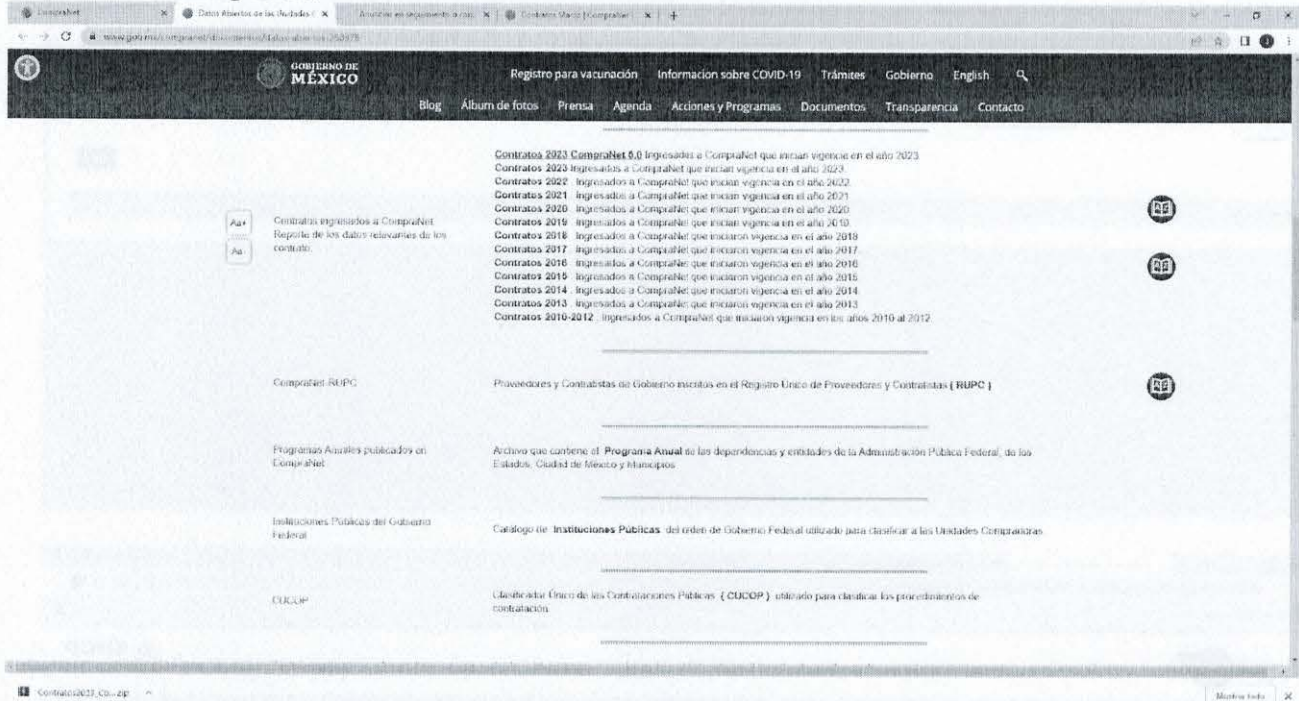 CompraNet
Datos Abiertos de las Unidades C
Contratos Marco | CompraNet |
GOBIERNO DE
MÉXICO
Registro para vacunación Informacion sobre COVID-19 Trámites Gobierno English
Blog Álbum de fotos Prensa Agenda Acciones y Programas Documentos Transparencia Contacto
Aa+
Aa-
Contratos ingresados a CompraNet
Reporte de los datos relevantes de los
contrato.
Contratos 2023 CompraNet 6.0 Ingresados a CompraNet que inician vigencia en el año 2023.
Contratos 2023 Ingresados a CompraNet que inician vigencia en el año 2023.
Contratos 2022 . Ingresados a CompraNet que inician vigencia en el año 2022.
Contratos 2021 . Ingresados a CompraNet que inician vigencia en el año 2021
Contratos 2020 . Ingresados a CompraNet que inician vigencia en el año 2020
Contratos 2019 . Ingresados a CompraNet que inician vigencia en el año 2019.
Contratos 2018 . Ingresados a CompraNet que iniciaron vigencia en el año 2018
Contratos 2017 . Ingresados a CompraNet que iniciaron vigencia en el año 2017.
Contratos 2016 . Ingresados a CompraNet que iniciaron vigencia en el año 2016.
Contratos 2015 . Ingresados a CompraNet que iniciaron vigencia en el año 2015.
Contratos 2014 . Ingresados a CompraNet que iniciaron vigencia en el año 2014.
Contratos 2013 . Ingresados a CompraNet que iniciaron vigencia en el año 2013
Contratos 2010-2012 . Ingresados a CompraNet que iniciaron vigencia en los años 2010 al 2012.
CompraNet-RUPC
Proveedores y Contratistas de Gobierno inscritos en el Registro Único de Proveedores y Contratistas ( RUPC )
Programas Anuales publicados en
CompraNet
Archivo que contiene el Programa Anual de las dependencias y entidades de la Administración Pública Federal, de los
Estados, Ciudad de México y Municipios
Instituciones Públicas del Gobierno
Federal
Catálogo de Instituciones Públicas del orden de Gobierno Federal utilizado para clasificar a las Unidades Compradoras
CUCOP
Clasificador Único de las Contrataciones Públicas ( CUCOP ) utilizado para clasificar los procedimientos de
contratación
Contratos2023_Co....zip
Mostrar todo